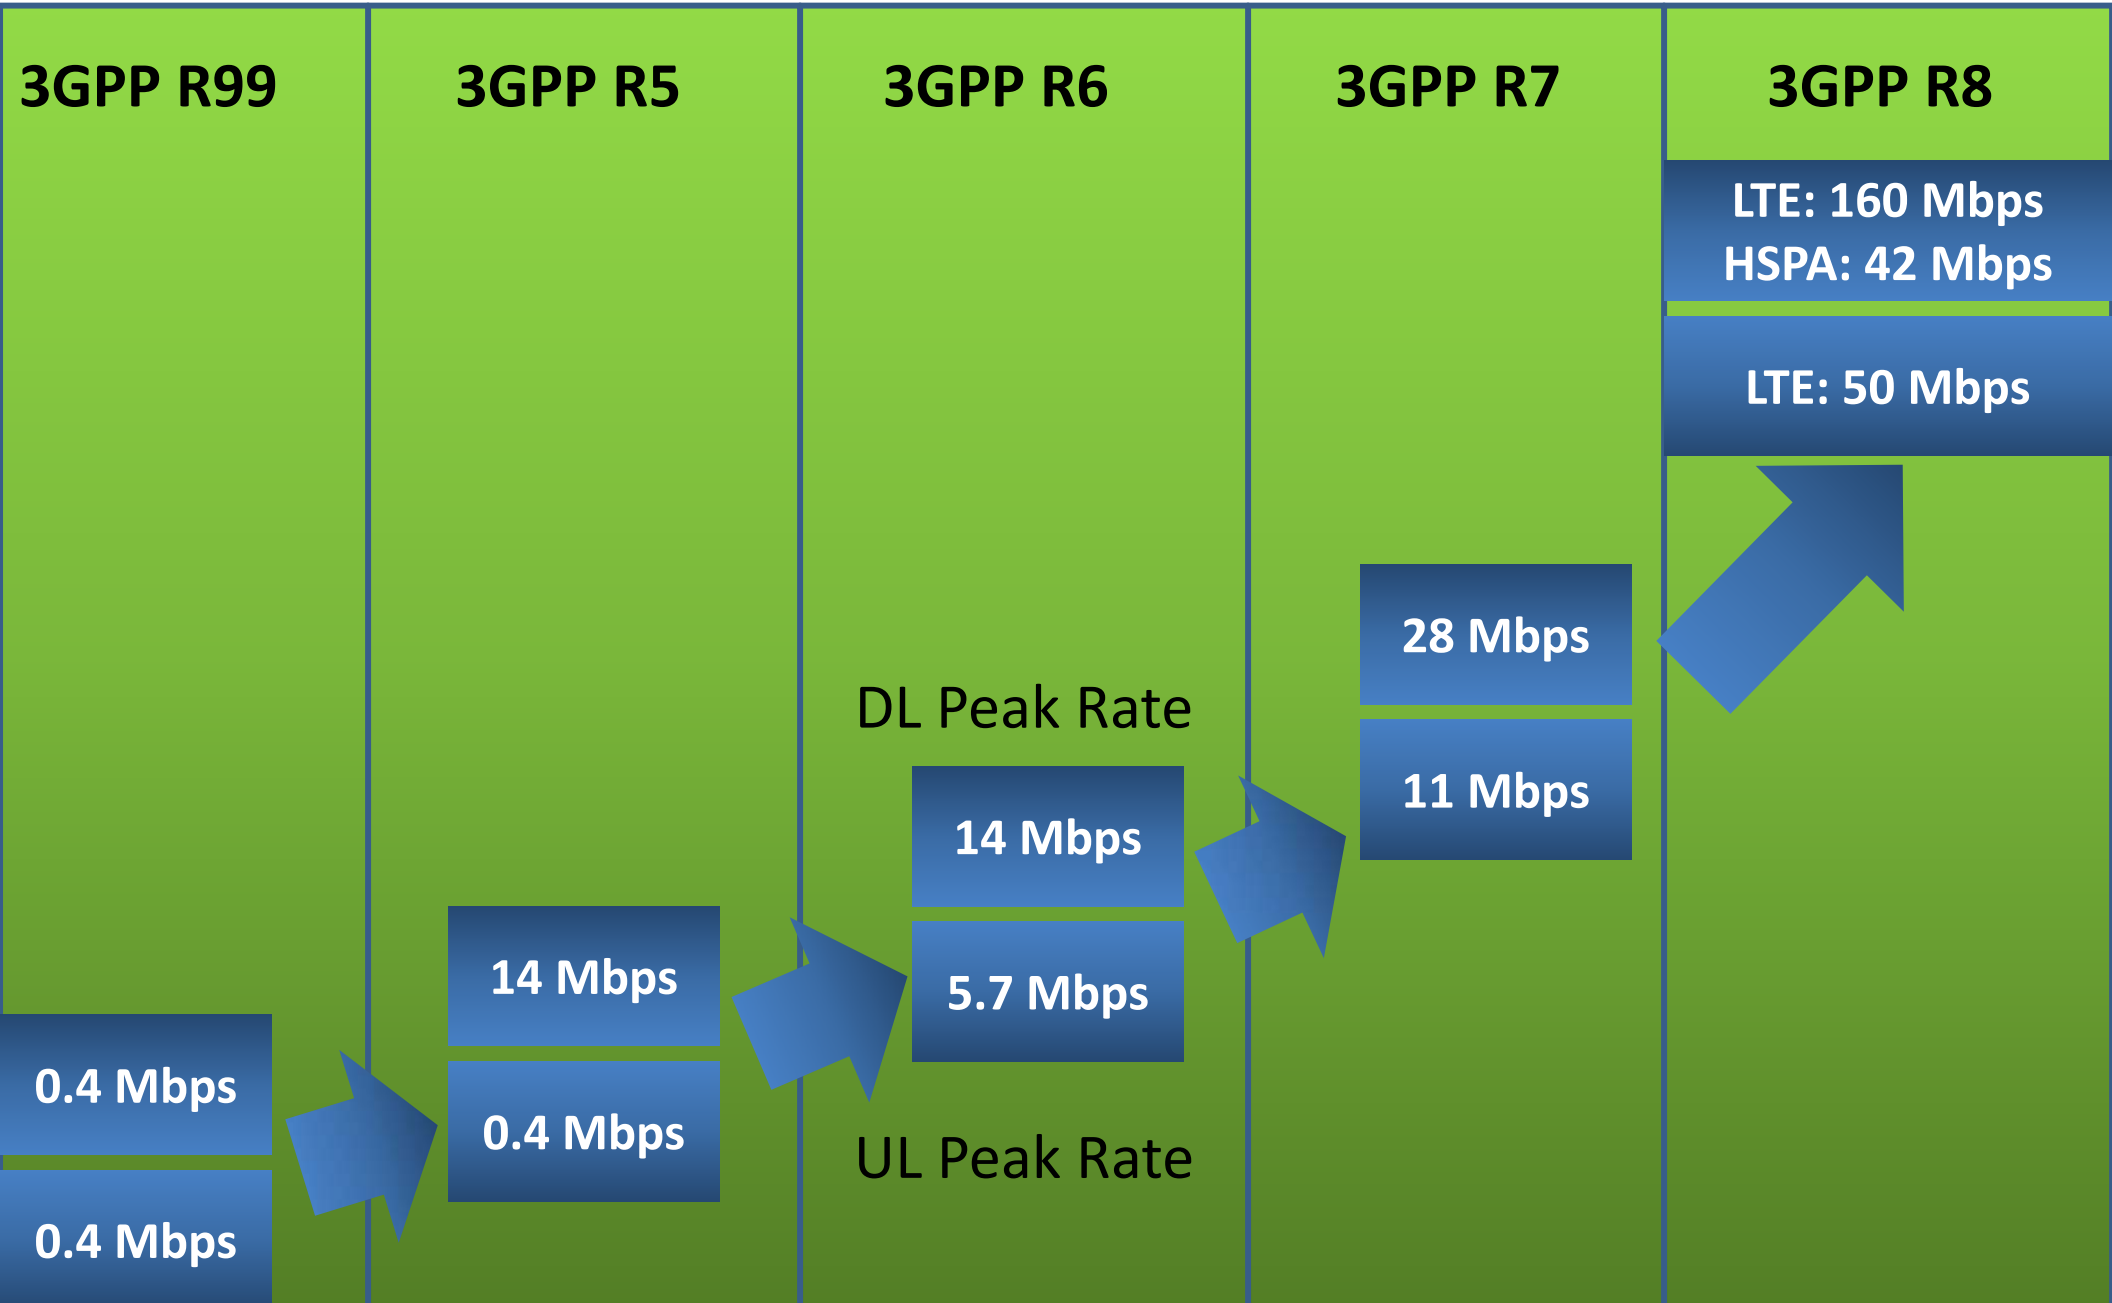 3GPP R99
3GPP R5
3GPP R6
3GPP R7
3GPP R8
LTE: 160 Mbps
HSPA: 42 Mbps
LTE: 50 Mbps
28 Mbps
11 Mbps
DL Peak Rate
14 Mbps
5.7 Mbps
UL Peak Rate
14 Mbps
0.4 Mbps
0.4 Mbps
0.4 Mbps